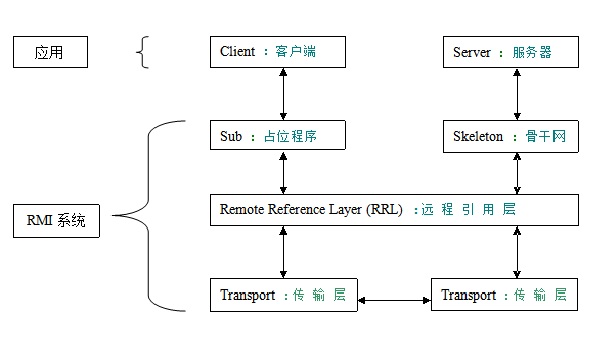 应用
Client ：客户端
Server ：服务器
Sub ：占位程序
Skeleton ：骨干网
RMI 系统
Remote Reference Layer (RRL) ：远 程 引 用 层
Transport ：传 输 层
Transport ：传 输 层